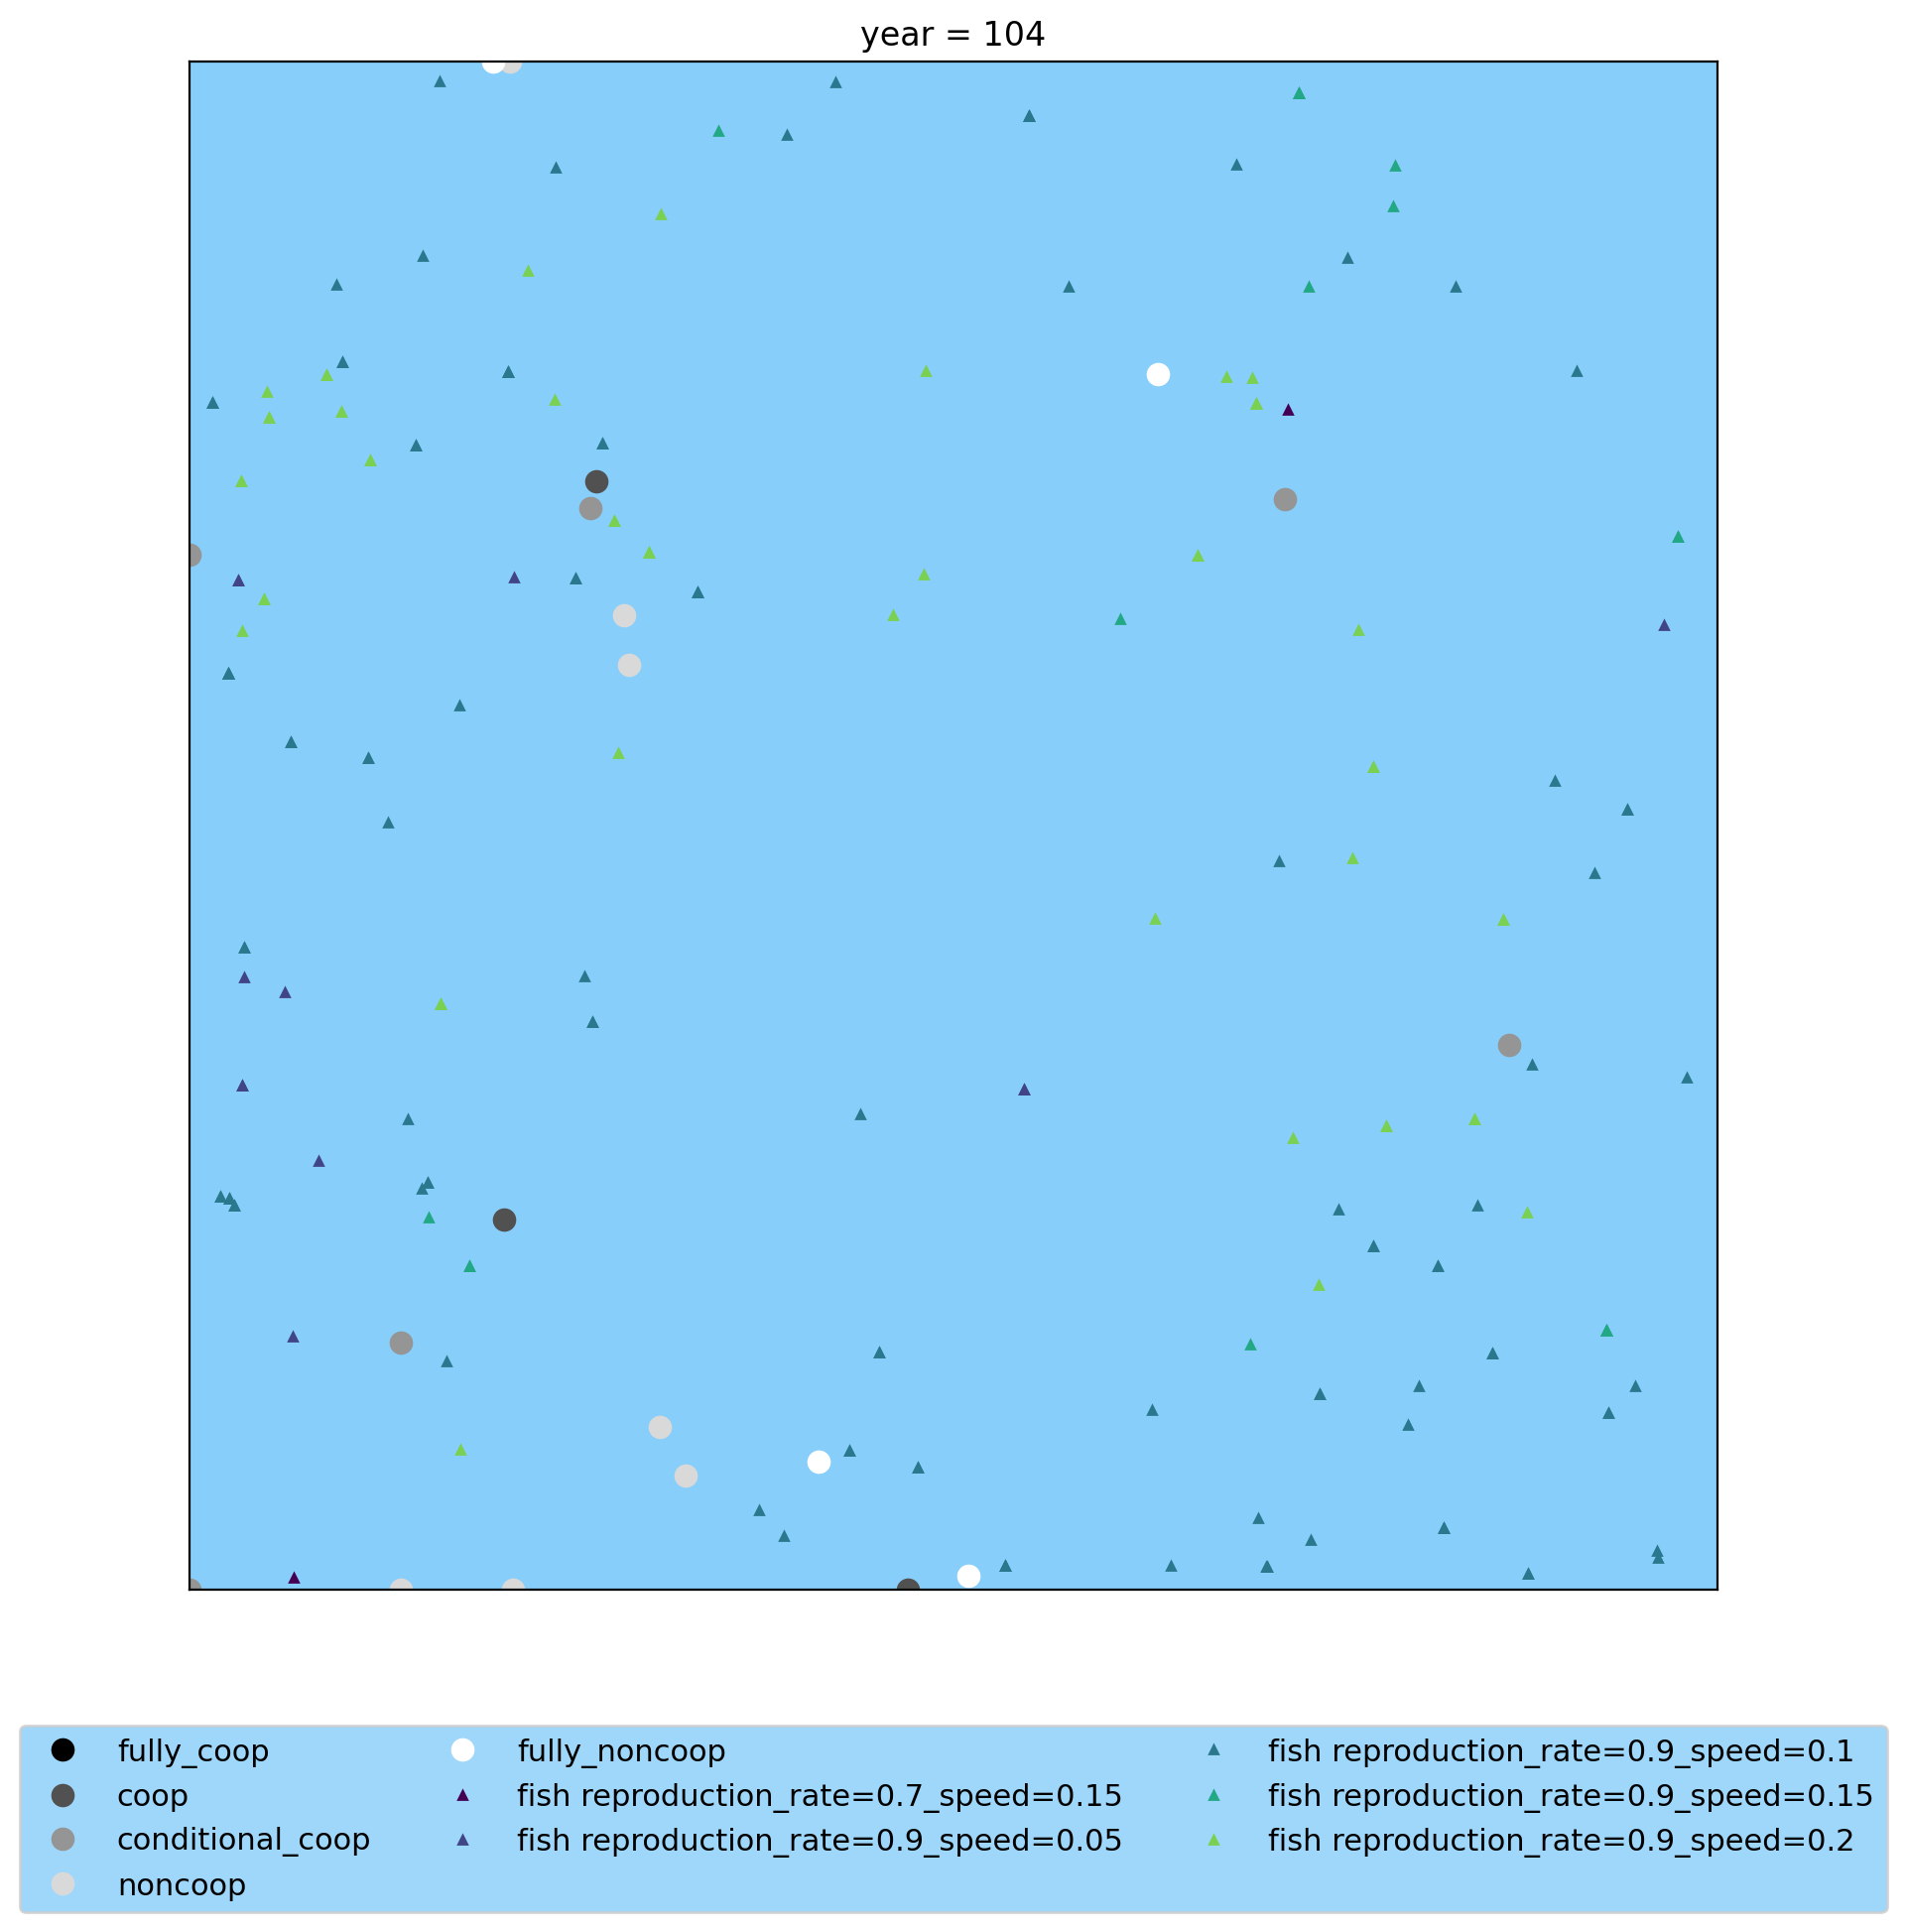 year = 104
fully_coop
coop
conditional_coop
noncoop
fully_noncoop
fish reproduction_rate=0.7_speed=0.15
fish reproduction_rate=0.9_speed=0.05
fish reproduction_rate=0.9_speed=0.1
fish reproduction_rate=0.9_speed=0.15
fish reproduction_rate=0.9_speed=0.2